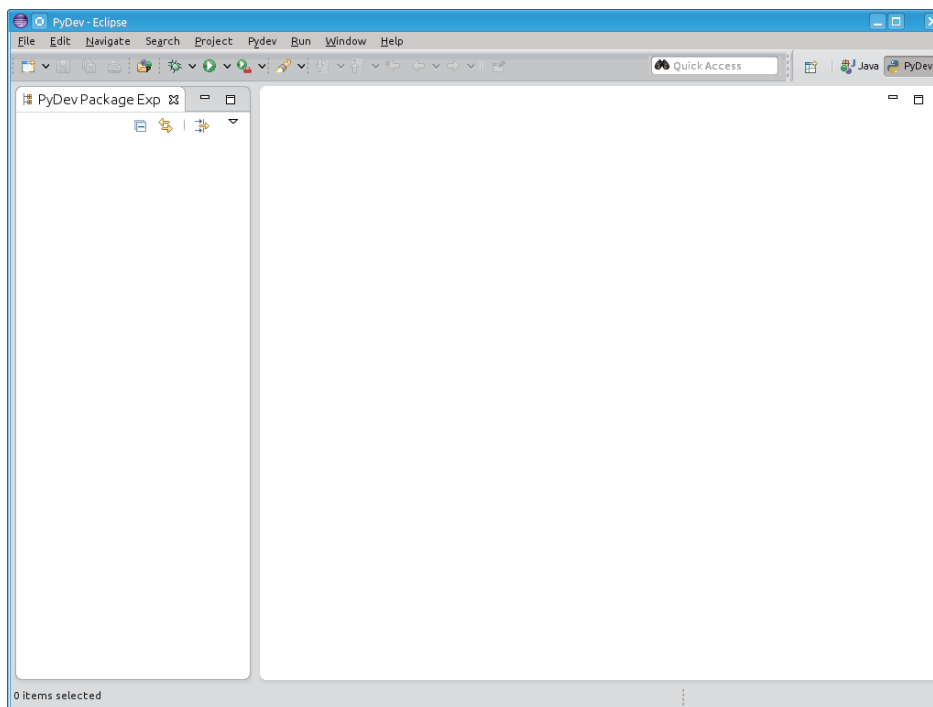 PyDev - Eclipse
File Edit Navigate Search Project Pydev Run Window Help
Quick Access Java PyDev
PyDev Package Exp
0 items selected